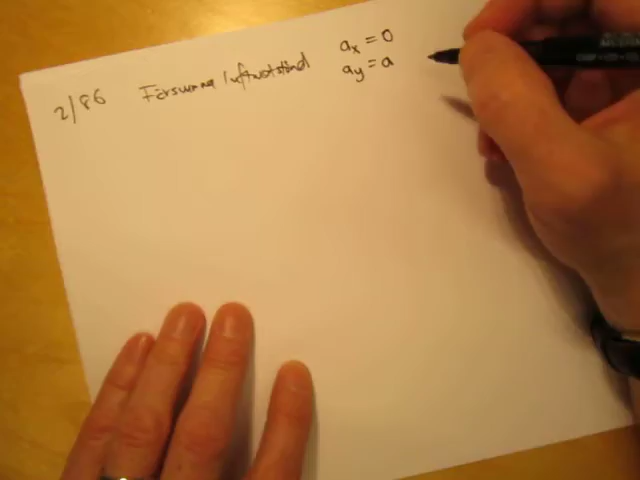 2/86 Försumma luftmotstånd ax = 0
ay = a